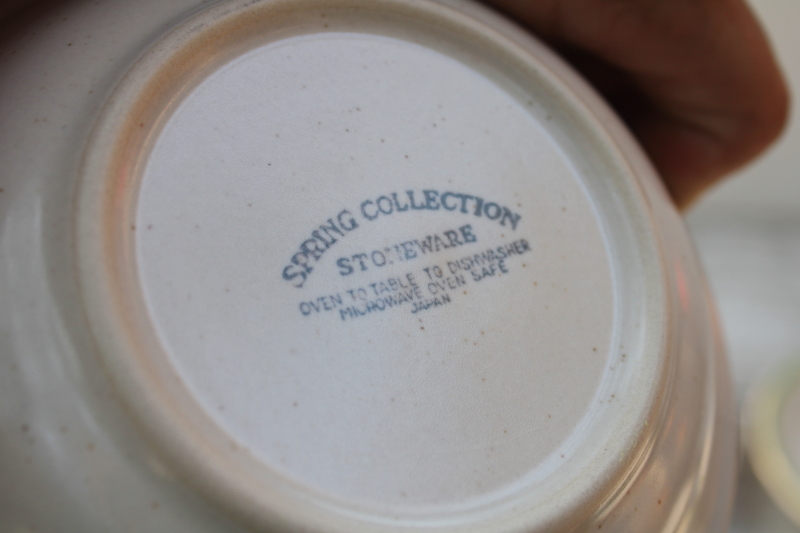 SPRING COLLECTION
STONEWARE
OVEN TO TABLE TO DISHWASHER
MICROWAVE OVEN SAFE
JAPAN